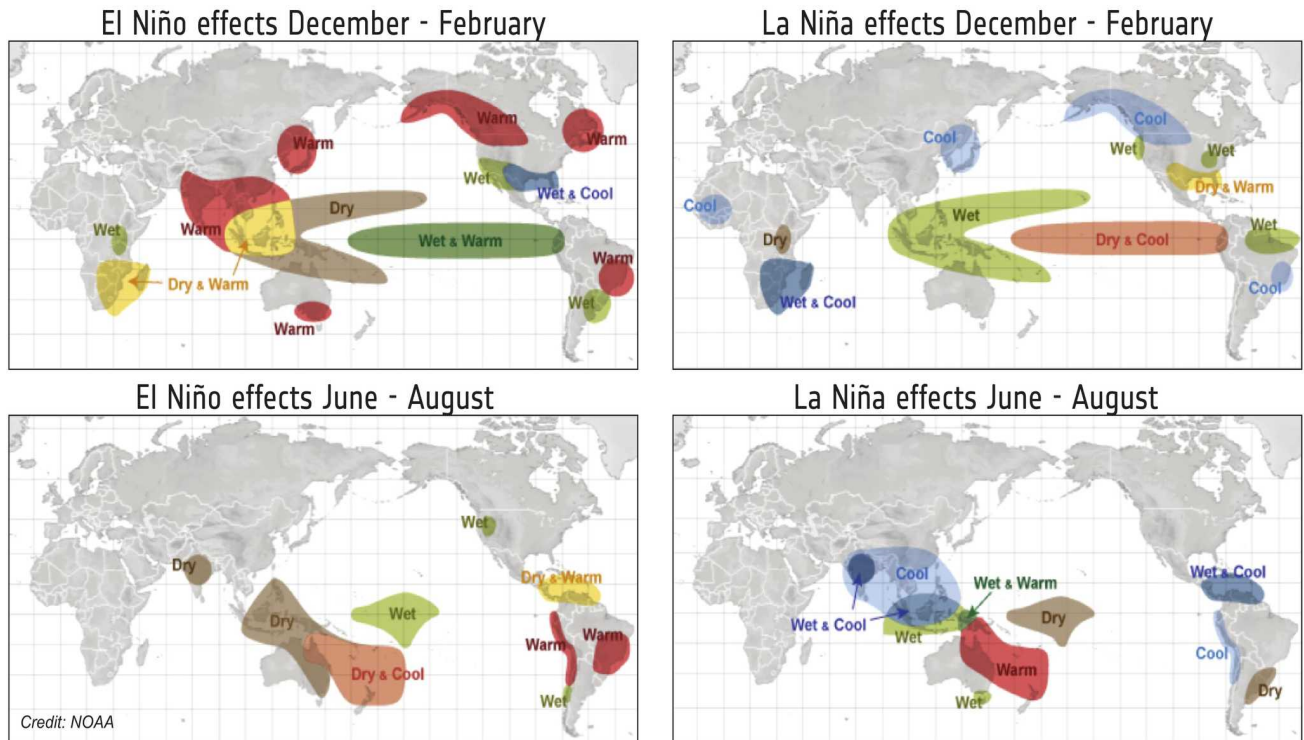 El Niño effects December - February
Warm
Warm
Warm
Wet
Wet & Cool
Warm
Dry
Wet
Wet & Warm
Warm
Dry & Warm
Wet
Warm
La Niña effects December - February
Cool
Cool
Wet
Wet
Dry & Warm
Cool
Wet
Wet
Dry
Dry & Cool
Cool
Wet & Cool
El Niño effects June - August
Wet
Dry
Dry & Warm
Dry
Wet
Warm
Warm
Dry & Cool
Wet
Credit: NOAA
La Niña effects June - August
Cool
Wet & Warm
Wet & Cool
Wet & Cool
Dry
Wet
Cool
Warm
Dry
Wet